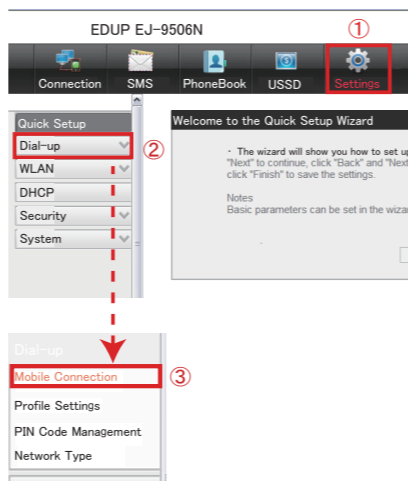 EDUP EJ-9506N
①
Connection SMS PhoneBook USSD Settings
Quick Setup
Dial-up
②
WLAN
DHCP
Security
System
Welcome to the Quick Setup Wizard
· The wizard will show you how to set up
"Next" to continue, click "Back" and "Next
click "Finish" to save the settings.
Notes
Basic parameters can be set in the wizar
Dial-up
Mobile Connection
③
Profile Settings
PIN Code Management
Network Type